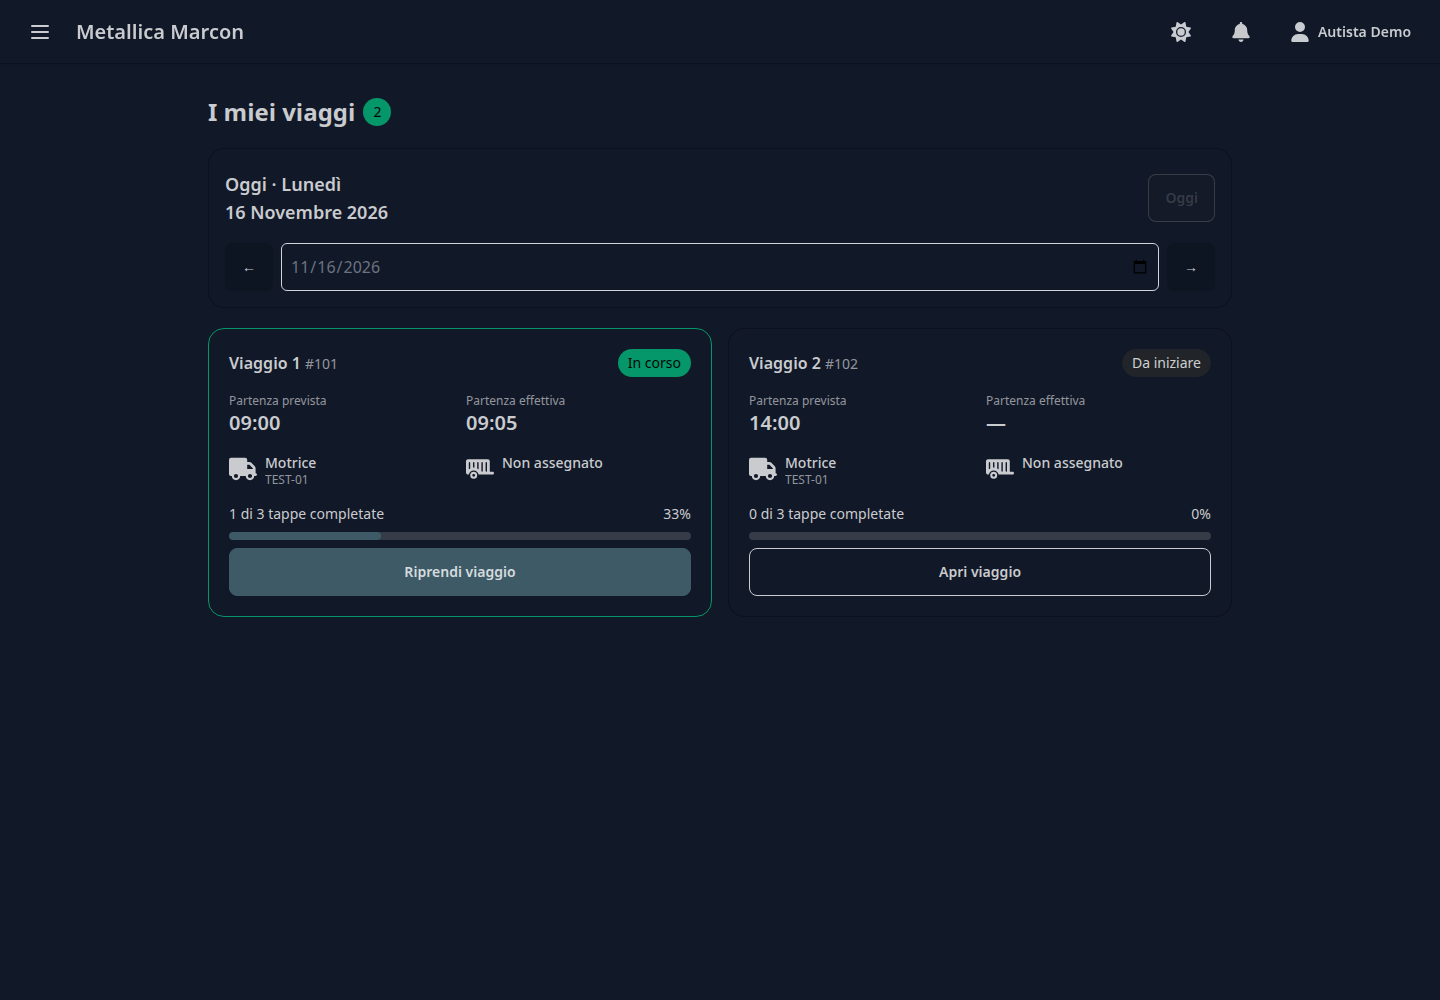 Metallica Marcon
Autista Demo
I miei viaggi 2
Oggi · Lunedì
16 Novembre 2026
Oggi
←
11/16/2026
→
Viaggio 1 #101
In corso
Partenza prevista
Partenza effettiva
09:00
09:05
Motrice
TEST-01
Non assegnato
1 di 3 tappe completate
33%
Riprendi viaggio
Viaggio 2 #102
Da iniziare
Partenza prevista
Partenza effettiva
14:00
—
Motrice
TEST-01
Non assegnato
0 di 3 tappe completate
0%
Apri viaggio